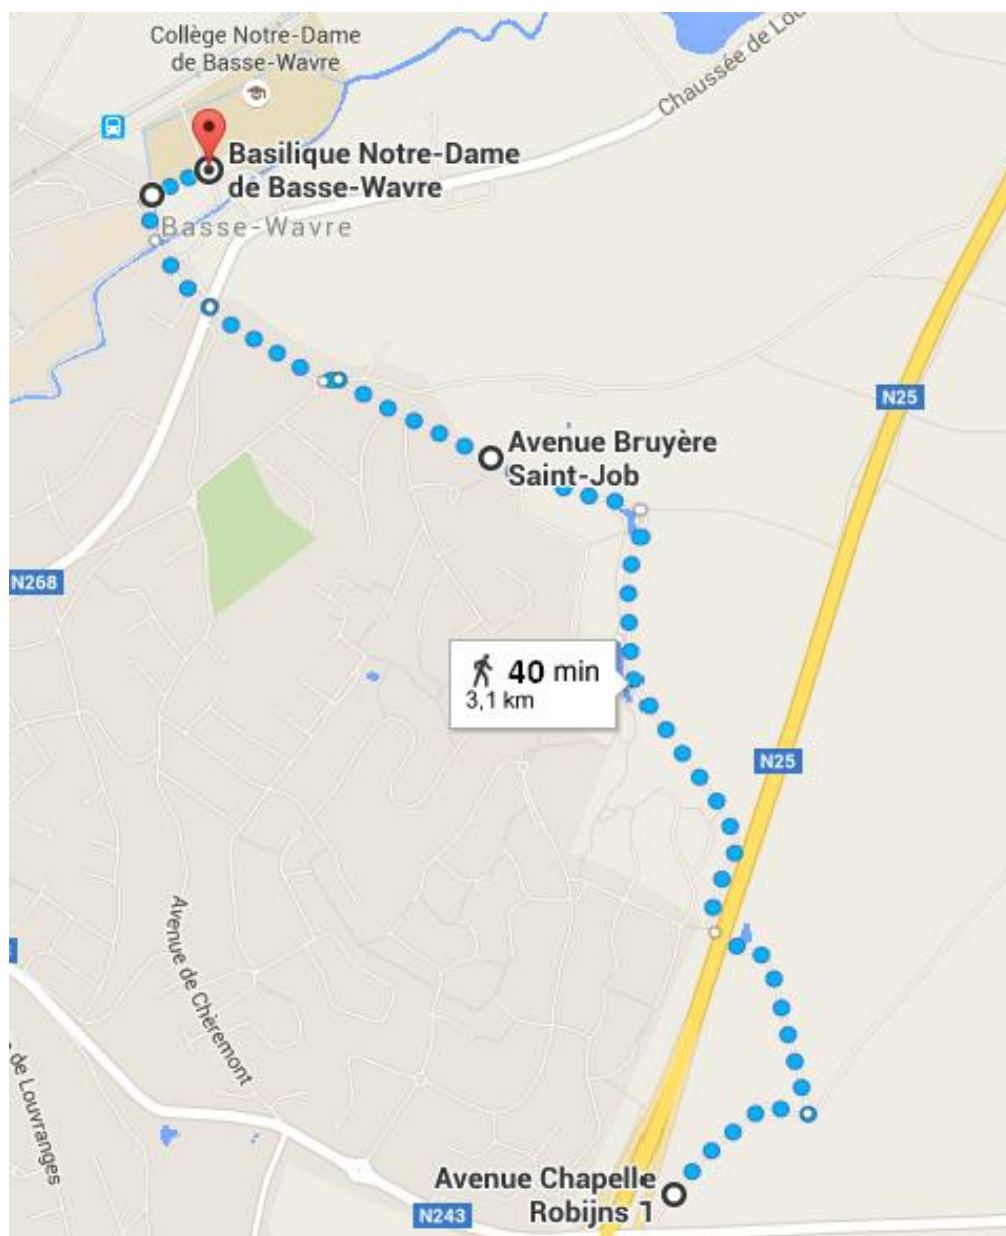 Collège Notre-Dame
de Basse-Wavre
Chaussée de Lou
Basilique Notre-Dame
de Basse-Wavre
Basse-Wavre
N25
Avenue Bruyère
Saint-Job
N268
40 min
3,1 km
N25
Avenue de Chèremont
de Louvranges
Avenue Chapelle
Robijns 1
N243